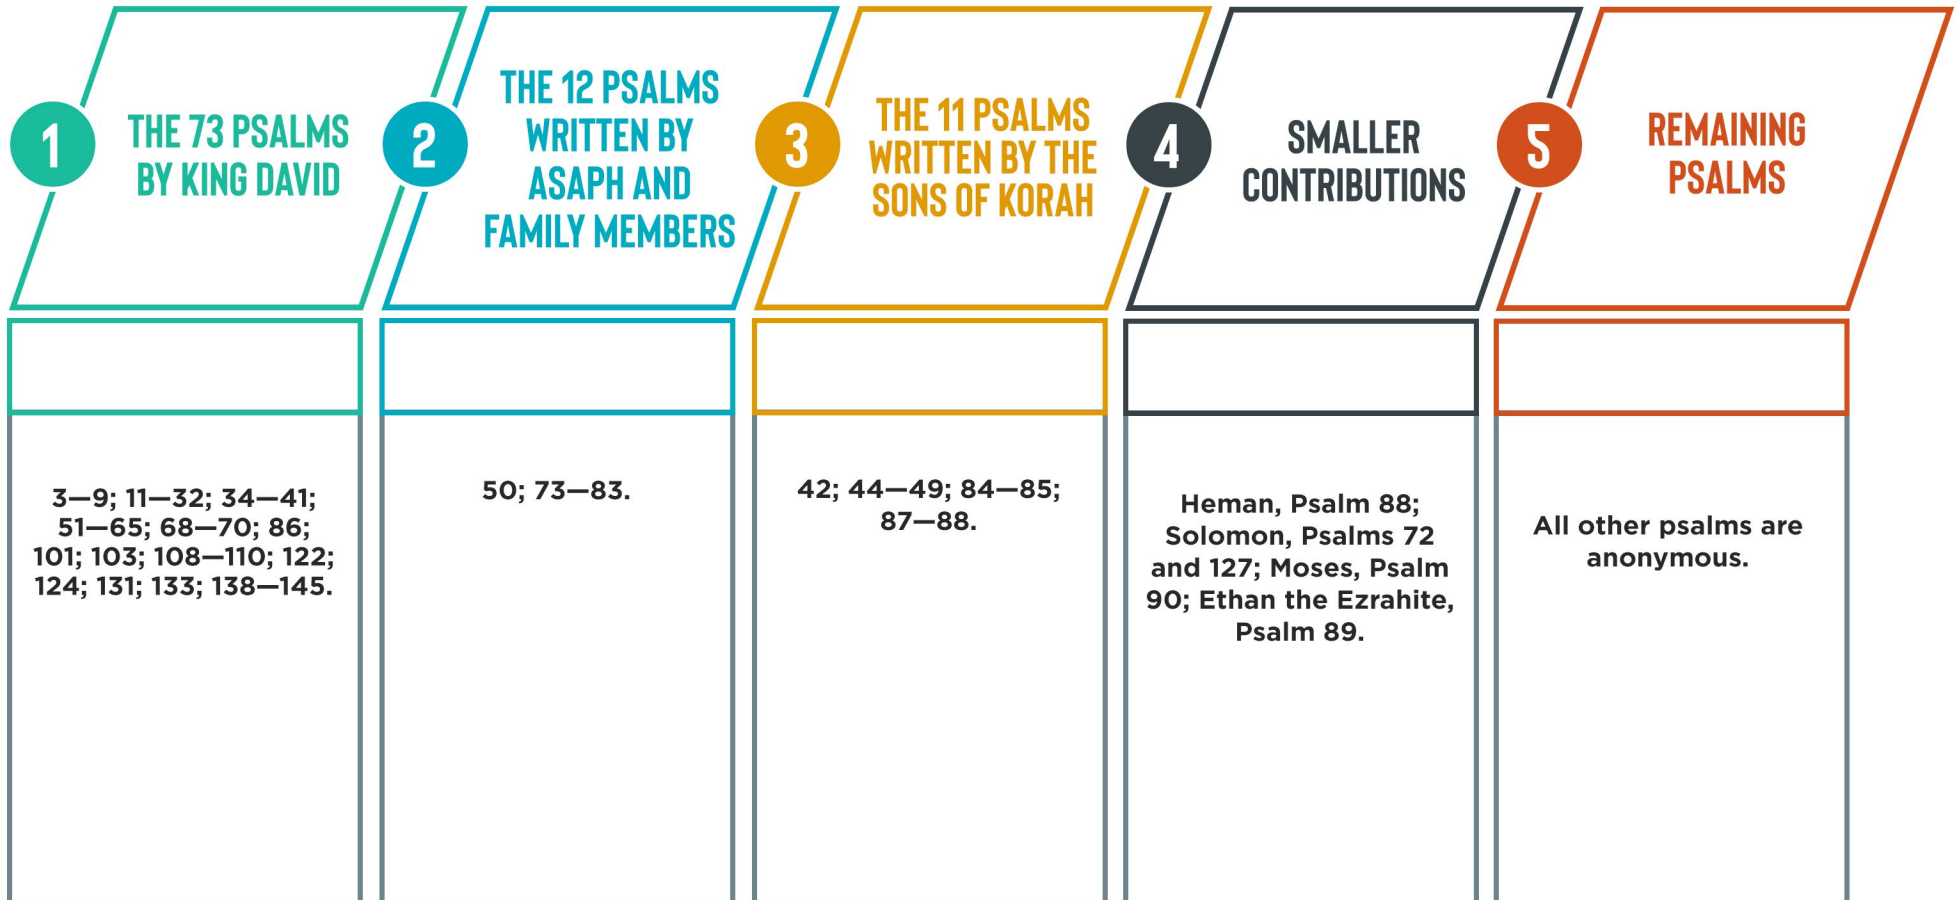 1
THE 73 PSALMS
BY KING DAVID
2
THE 12 PSALMS
WRITTEN BY
ASAPH AND
FAMILY MEMBERS
3
THE 11 PSALMS
WRITTEN BY THE
SONS OF KORAH
4
SMALLER
CONTRIBUTIONS
5
REMAINING
PSALMS
3—9; 11—32; 34—41;
51—65; 68—70; 86;
101; 103; 108—110; 122;
124; 131; 133; 138—145.
50; 73—83.
42; 44—49; 84—85;
87—88.
Heman, Psalm 88;
Solomon, Psalms 72
and 127; Moses, Psalm
90; Ethan the Ezrahite,
Psalm 89.
All other psalms are
anonymous.